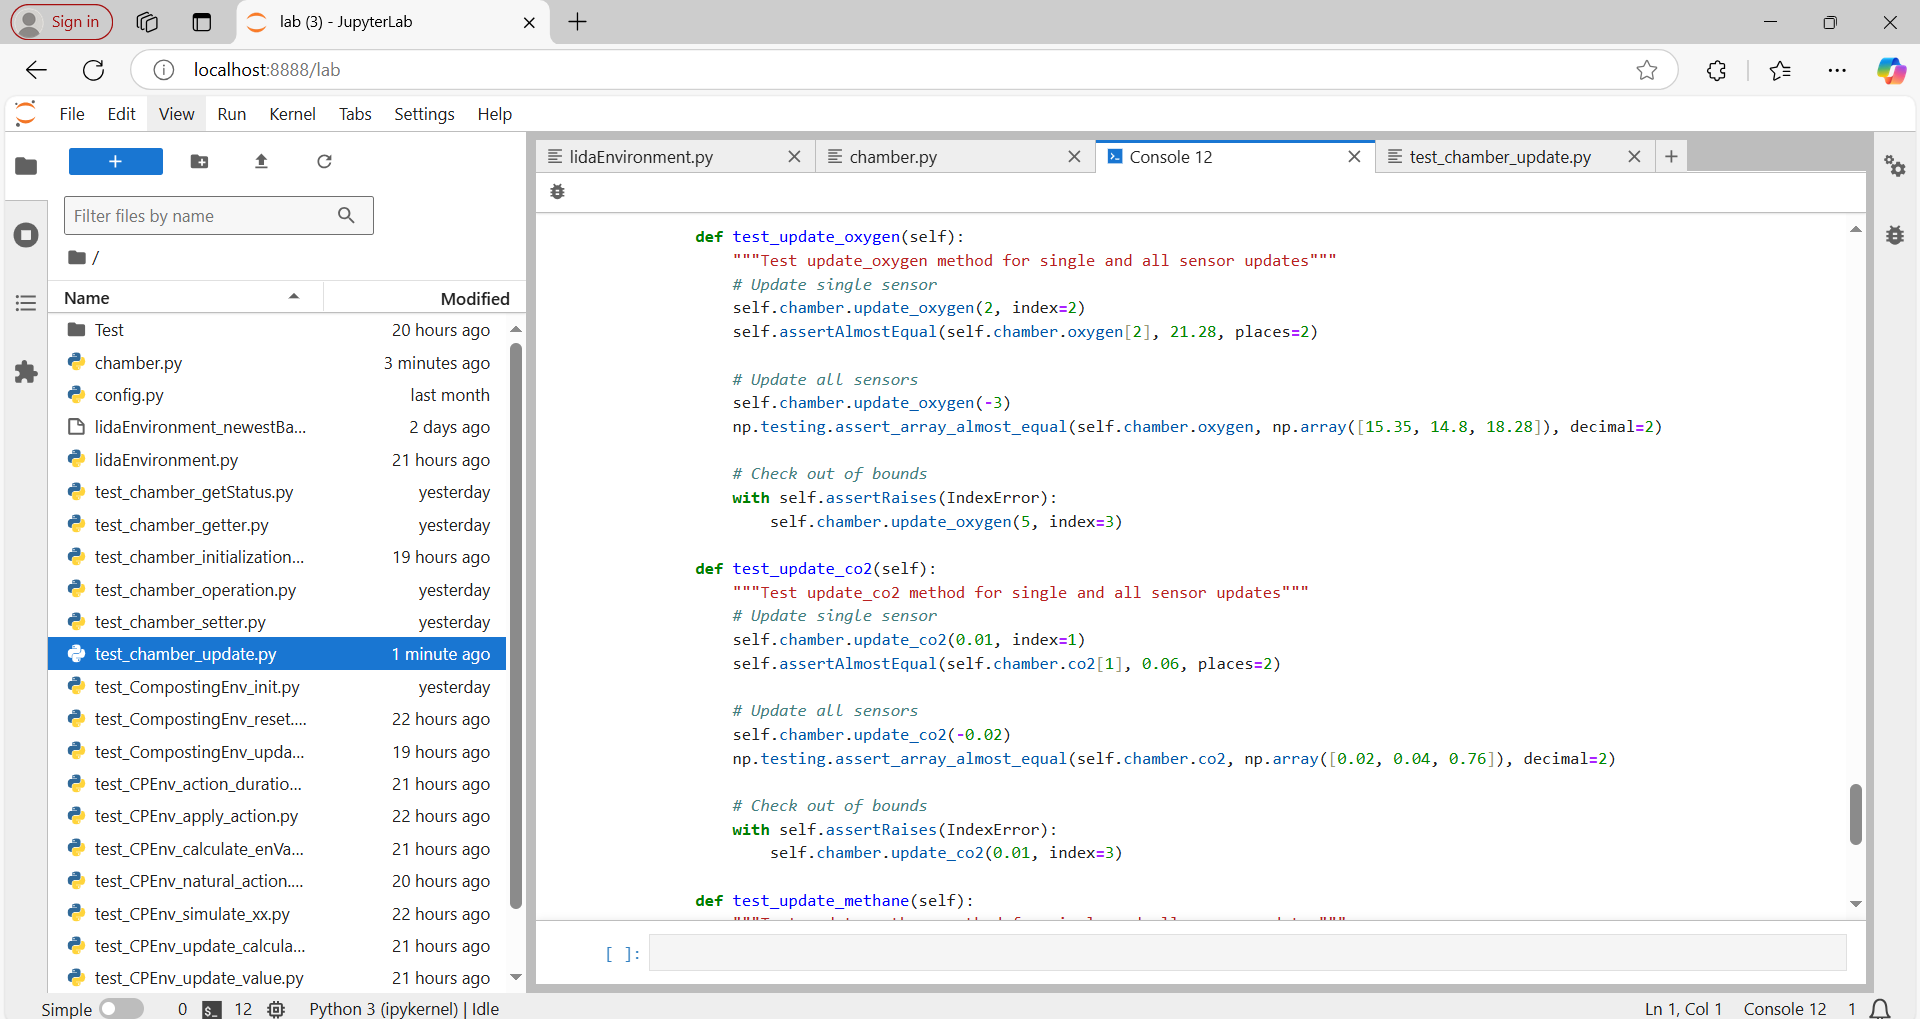 Sign in
lab (3) - JupyterLab
localhost:8888/lab
File Edit View Run Kernel Tabs Settings Help
+
Filter files by name
/
Name Modified
Test 20 hours ago
chamber.py 3 minutes ago
config.py last month
lidaEnvironment_newestBa... 2 days ago
lidaEnvironment.py 21 hours ago
test_chamber_getStatus.py yesterday
test_chamber_getter.py yesterday
test_chamber_initialization... 19 hours ago
test_chamber_operation.py yesterday
test_chamber_setter.py yesterday
test_chamber_update.py 1 minute ago
test_CompostingEnv_init.py yesterday
test_CompostingEnv_reset.... 22 hours ago
test_CompostingEnv_upda... 19 hours ago
test_CPEnv_action_duratio... 21 hours ago
test_CPEnv_apply_action.py 22 hours ago
test_CPEnv_calculate_enVa... 21 hours ago
test_CPEnv_natural_action.... 20 hours ago
test_CPEnv_simulate_xx.py 22 hours ago
test_CPEnv_update_calcula... 21 hours ago
test_CPEnv_update_value.py 21 hours ago
lidaEnvironment.py chamber.py Console 12 test_chamber_update.py
def test_update_oxygen(self):
"""Test update_oxygen method for single and all sensor updates"""
# Update single sensor
self.chamber.update_oxygen(2, index=2)
self.assertAlmostEqual(self.chamber.oxygen[2], 21.28, places=2)
# Update all sensors
self.chamber.update_oxygen(-3)
np.testing.assert_array_almost_equal(self.chamber.oxygen, np.array([15.35, 14.8, 18.28]), decimal=2)
# Check out of bounds
with self.assertRaises(IndexError):
self.chamber.update_oxygen(5, index=3)
def test_update_co2(self):
"""Test update_co2 method for single and all sensor updates"""
# Update single sensor
self.chamber.update_co2(0.01, index=1)
self.assertAlmostEqual(self.chamber.co2[1], 0.06, places=2)
# Update all sensors
self.chamber.update_co2(-0.02)
np.testing.assert_array_almost_equal(self.chamber.co2, np.array([0.02, 0.04, 0.76]), decimal=2)
# Check out of bounds
with self.assertRaises(IndexError):
self.chamber.update_co2(0.01, index=3)
def test_update_methane(self):
[ ]:
Simple 0 12 Python 3 (ipykernel) | Idle Ln 1, Col 1 Console 12 1